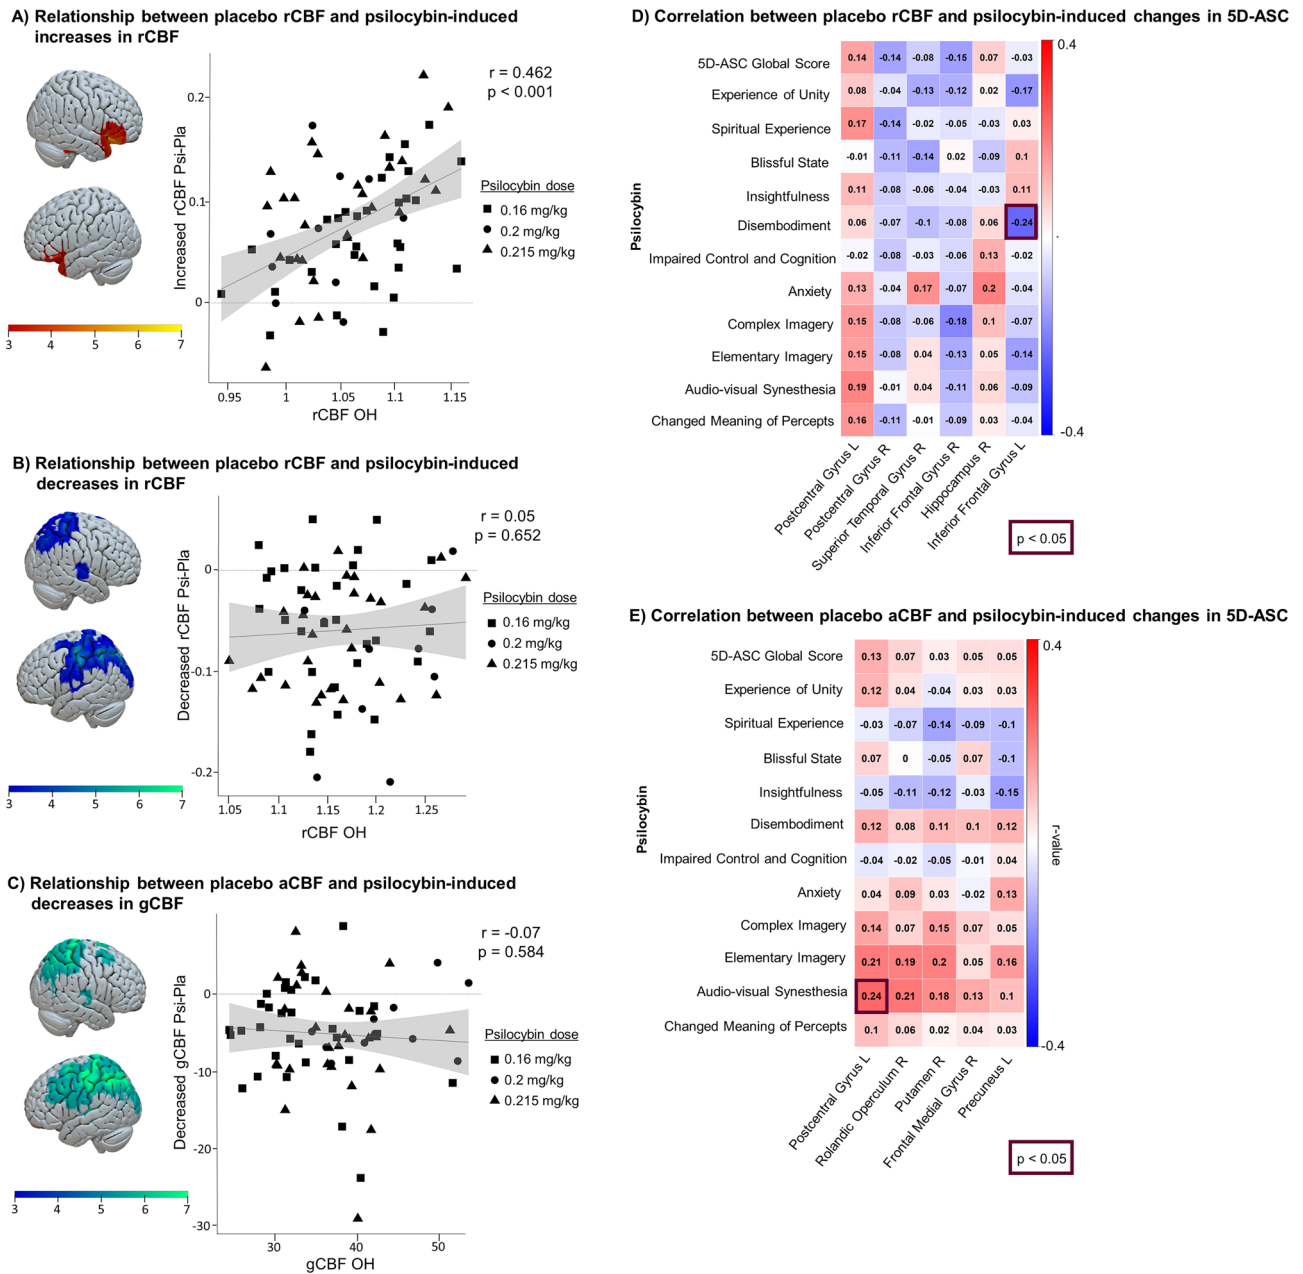 A) Relationship between placebo rCBF and psilocybin-induced
increases in rCBF
r = 0.462
p < 0.001
Increased rCBF Psi-Pla
0.2
0.1
0
0.95 1 1.05 1.1 1.15
rCBF OH
Psilocybin dose
0.16 mg/kg
0.2 mg/kg
0.215 mg/kg
3 4 5 6 7
B) Relationship between placebo rCBF and psilocybin-induced
decreases in rCBF
r = 0.05
p = 0.652
Decreased rCBF Psi-Pla
0
-0.1
-0.2
1.05 1.1 1.15 1.2 1.25
rCBF OH
Psilocybin dose
0.16 mg/kg
0.2 mg/kg
0.215 mg/kg
3 4 5 6 7
C) Relationship between placebo aCBF and psilocybin-induced
decreases in gCBF
r = -0.07
p = 0.584
Decreased gCBF Psi-Pla
0
-10
-20
-30
30 40 50
gCBF OH
Psilocybin dose
0.16 mg/kg
0.2 mg/kg
0.215 mg/kg
3 4 5 6 7
D) Correlation between placebo rCBF and psilocybin-induced changes in 5D-ASC
Psilocybin
5D-ASC Global Score 0.14 -0.14 -0.08 -0.15 0.07 -0.03
Experience of Unity 0.08 -0.04 -0.13 -0.12 0.02 -0.17
Spiritual Experience 0.17 -0.14 -0.02 -0.05 -0.03 0.03
Blissful State -0.01 -0.11 -0.14 0.02 -0.09 0.1
Insightfulness 0.11 -0.08 -0.06 -0.04 -0.03 0.11
Disembodiment 0.06 -0.07 -0.1 -0.08 0.06 -0.24
Impaired Control and Cognition -0.02 -0.08 -0.03 -0.06 0.13 -0.02
Anxiety 0.13 -0.04 0.17 -0.07 0.2 -0.04
Complex Imagery 0.15 -0.08 -0.06 -0.18 0.1 -0.07
Elementary Imagery 0.15 -0.08 0.04 -0.13 0.05 -0.14
Audio-visual Synesthesia 0.19 -0.01 0.04 -0.11 0.06 -0.09
Changed Meaning of Percepts 0.16 -0.11 -0.01 -0.09 0.03 -0.04
Postcentral Gyrus L
Postcentral Gyrus R
Superior Temporal Gyrus R
Inferior Frontal Gyrus R
Hippocampus R
Inferior Frontal Gyrus L
0.4
-0.4
p < 0.05
E) Correlation between placebo aCBF and psilocybin-induced changes in 5D-ASC
Psilocybin
5D-ASC Global Score 0.13 0.07 0.03 0.05 0.05
Experience of Unity 0.12 0.04 -0.04 0.03 0.03
Spiritual Experience -0.03 -0.07 -0.14 -0.09 -0.1
Blissful State 0.07 0 -0.05 0.07 -0.1
Insightfulness -0.05 -0.11 -0.12 -0.03 -0.15
Disembodiment 0.12 0.08 0.11 0.1 0.12
Impaired Control and Cognition -0.04 -0.02 -0.05 -0.01 0.04
Anxiety 0.04 0.09 0.03 -0.02 0.13
Complex Imagery 0.14 0.07 0.15 0.07 0.05
Elementary Imagery 0.21 0.19 0.2 0.05 0.16
Audio-visual Synesthesia 0.24 0.21 0.18 0.13 0.1
Changed Meaning of Percepts 0.1 0.06 0.02 0.04 0.03
Postcentral Gyrus L
Rolandic Operculum R
Putamen R
Frontal Medial Gyrus R
Precuneus L
0.4
r-value
-0.4
p < 0.05